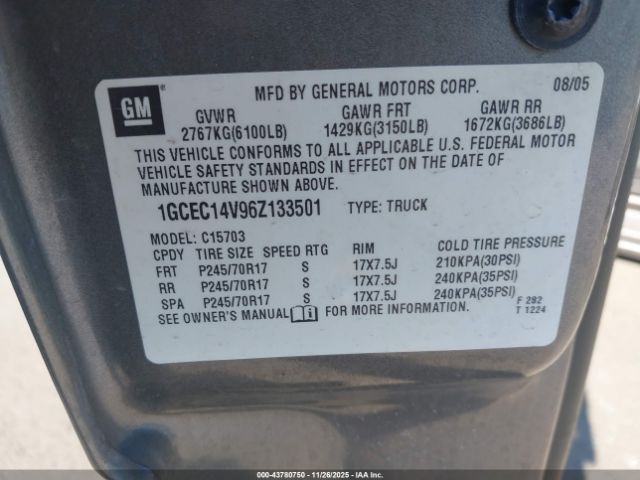 GM
MFD BY GENERAL MOTORS CORP. 08/05
GVWR GAWR FRT GAWR RR
2767KG(6100LB) 1429KG(3150LB) 1672KG(3686LB)
THIS VEHICLE CONFORMS TO ALL APPLICABLE U.S. FEDERAL MOTOR
VEHICLE SAFETY STANDARDS IN EFFECT ON THE DATE OF
MANUFACTURE SHOWN ABOVE.
1GCEC14V96Z133501 TYPE: TRUCK
MODEL: C15703
CPDY TIRE SIZE SPEED RTG RIM COLD TIRE PRESSURE
FRT P245/70R17 S 17X7.5J 210KPA(30PSI)
RR P245/70R17 S 17X7.5J 240KPA(35PSI)
SPA P245/70R17 S 17X7.5J 240KPA(35PSI)
SEE OWNER'S MANUAL FOR MORE INFORMATION.
F 282
T 1224
000 - 43780750 - 11/26/2025 - IAAI.COM